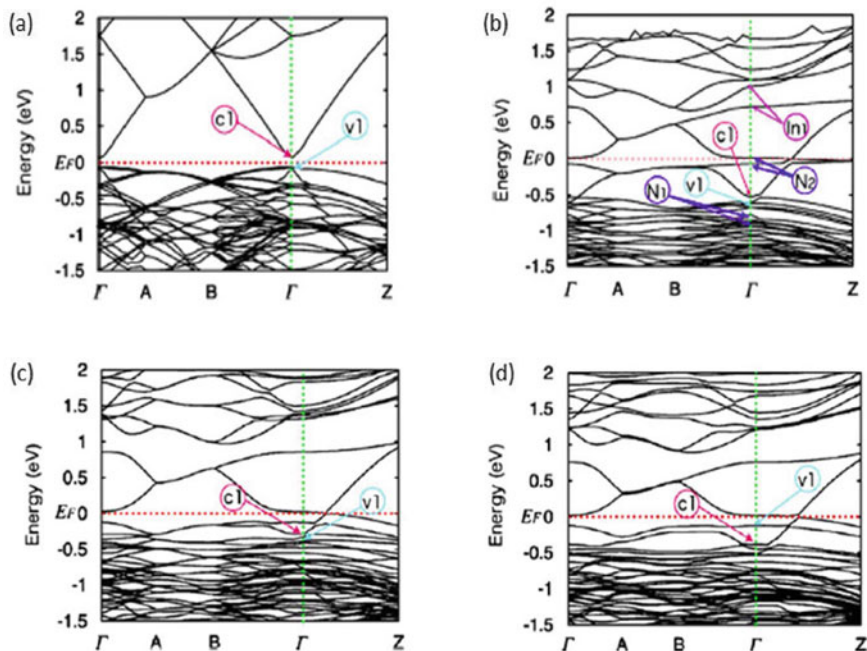 (a)
2
1.5
1
0.5
EF0
-0.5
-1
-1.5
Energy (eV)
c1
v1
Γ A B Γ Z
(b)
2
1.5
1
0.5
EF 0
-0.5
-1
-1.5
Energy (eV)
In1
c1
v1
N1
N2
Γ A B Γ Z
(c)
2
1.5
1
0.5
EF 0
-0.5
-1
-1.5
Energy (eV)
c1
v1
Γ A B Γ Z
(d)
2
1.5
1
0.5
EF 0
-0.5
-1
-1.5
Energy (eV)
v1
c1
Γ A B Γ Z